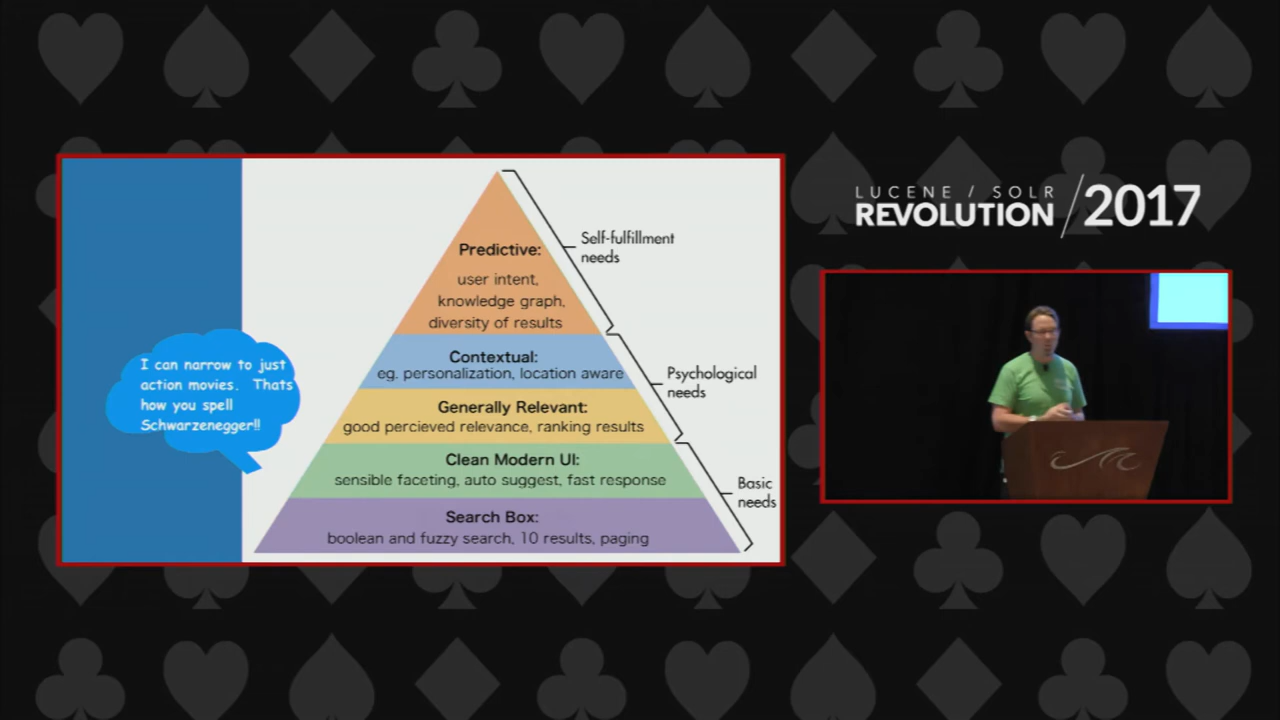 I can narrow to just
action movies. Thats
how you spell
Schwarzenegger!!
Predictive:
user intent,
knowledge graph,
diversity of results
Contextual:
eg. personalization, location aware
Generally Relevant:
good percieved relevance, ranking results
Clean Modern UI:
sensible faceting, auto suggest, fast response
Search Box:
boolean and fuzzy search, 10 results, paging
Self-fulfillment
needs
Psychological
needs
Basic
needs
LUCENE / SOLR
REVOLUTION / 2017